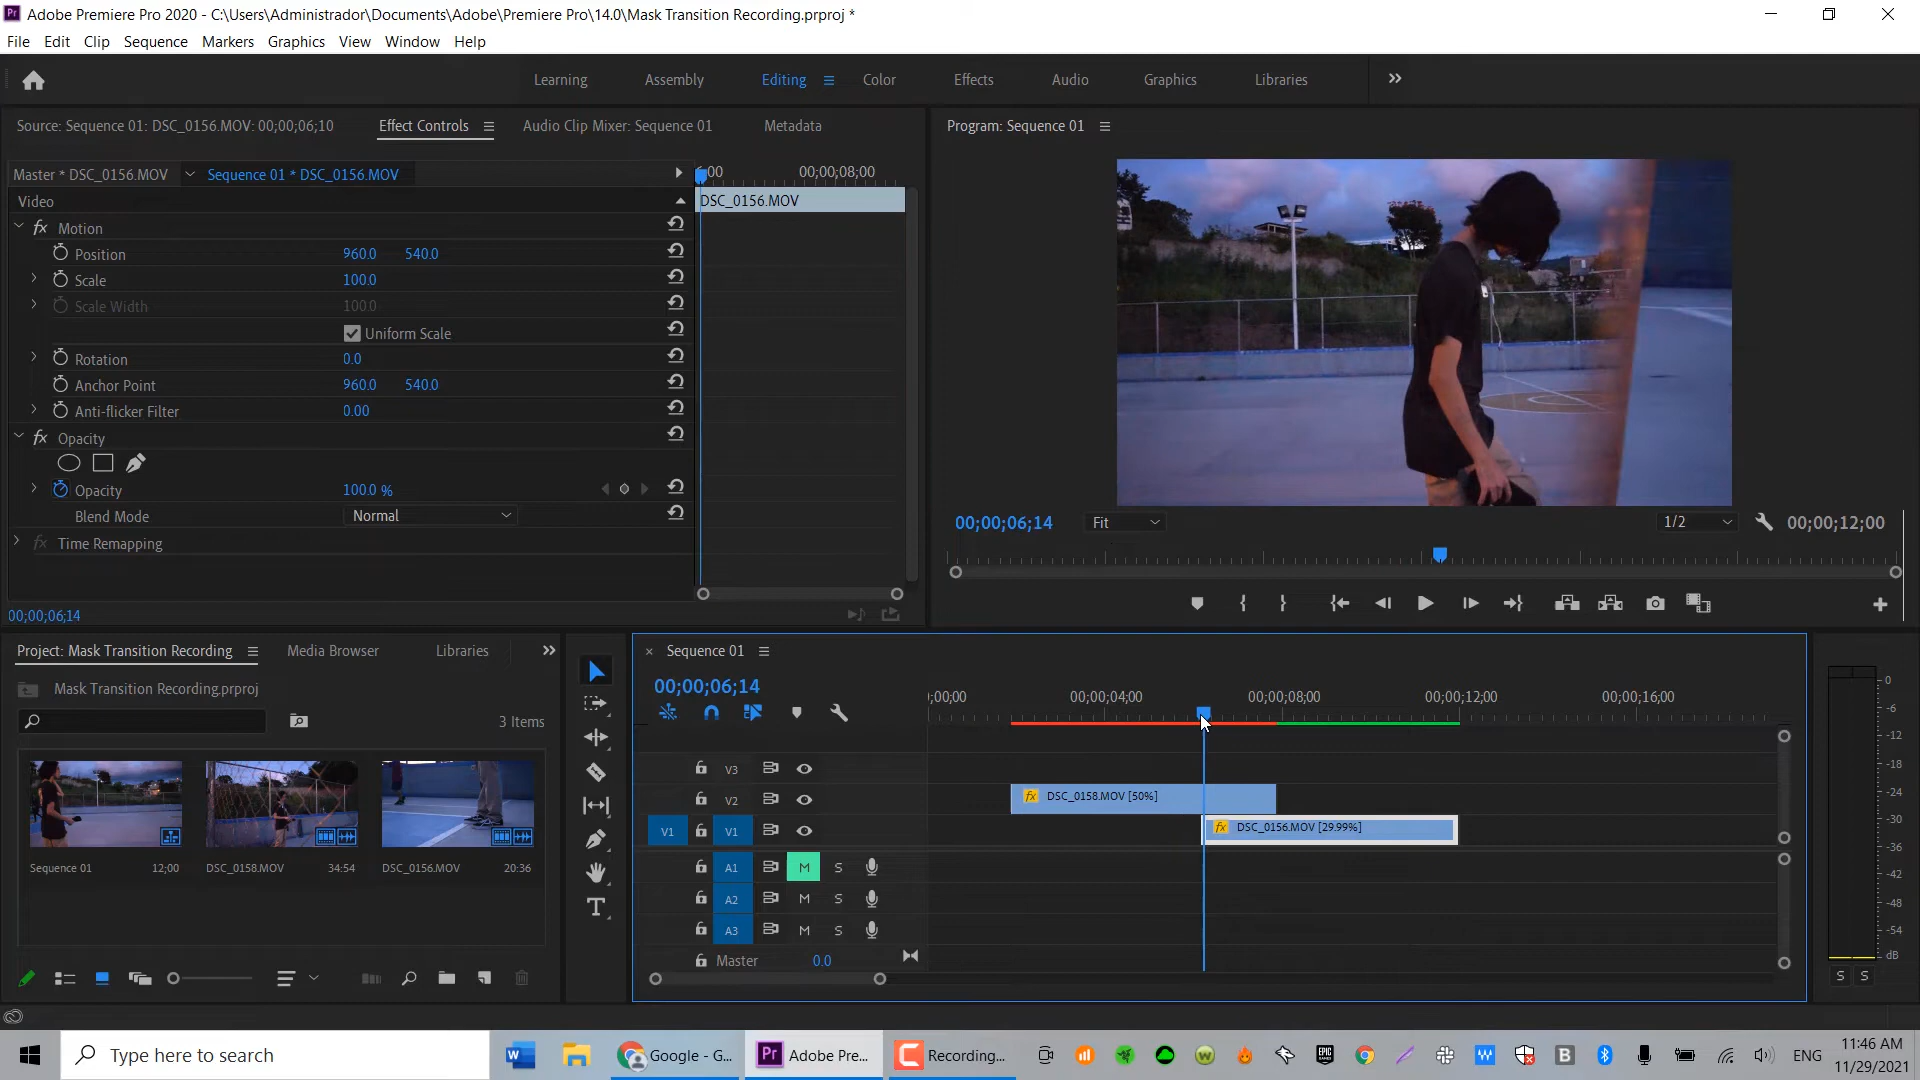 Adobe Premiere Pro 2020 - C:\Users\Administrador\Documents\Adobe\Premiere Pro\14.0\Mask Transition Recording.prproj *
File Edit Clip Sequence Markers Graphics View Window Help
Learning Assembly Editing Color Effects Audio Graphics Libraries
Source: Sequence 01: DSC_0156.MOV: 00;00;06;10 Effect Controls Audio Clip Mixer: Sequence 01 Metadata
Program: Sequence 01
Master * DSC_0156.MOV Sequence 01 * DSC_0156.MOV
:00 00;00;08;00
Video
DSC_0156.MOV
fx Motion
Position 960.0 540.0
Scale 100.0
Scale Width 100.0
Uniform Scale
Rotation 0.0
Anchor Point 960.0 540.0
Anti-flicker Filter 0.00
fx Opacity
Opacity 100.0 %
Blend Mode Normal
fx Time Remapping
00;00;06;14
00;00;06;14 Fit 1/2 00;00;12;00
Project: Mask Transition Recording Media Browser Libraries
Mask Transition Recording.prproj
3 Items
Sequence 01 12;00 DSC_0158.MOV 34:54 DSC_0156.MOV 20:36
Sequence 01
00;00;06;14
;00;00 00;00;04;00 00;00;08;00 00;00;12;00 00;00;16;00
V3
V2
fx DSC_0158.MOV [50%]
V1 V1
fx DSC_0156.MOV [29.99%]
A1 M S
A2 M S
A3 M S
Master 0.0
0
-6
-12
-18
-24
-30
-36
-42
-48
-54
dB
S S
Type here to search
Google - G...
Adobe Pre...
Recording...
ENG
11:46 AM
11/29/2021